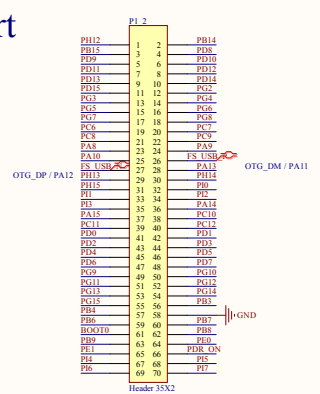 rt
P1_2
PH12 1 2 PB14
PB15 3 4 PD8
PD9 5 6 PD10
PD11 7 8 PD12
PD13 9 10 PD14
PD15 11 12 PG2
PG3 13 14 PG4
PG5 15 16 PG6
PG7 17 18 PG8
PC6 19 20 PC7
PC8 21 22 PC9
PA8 23 24 PA9
PA10 25 26 FS_USB
FS_USB 27 28 PA13
OTG_DP / PA12
OTG_DM / PA11
PH13 29 30 PH14
PH15 31 32 PI0
PI1 33 34 PI2
PI3 35 36 PA14
PA15 37 38 PC10
PC11 39 40 PC12
PD0 41 42 PD1
PD2 43 44 PD3
PD4 45 46 PD5
PD6 47 48 PD7
PG9 49 50 PG10
PG11 51 52 PG12
PG13 53 54 PG14
PG15 55 56 PB3
PB4 57 58 GND
PB6 59 60 PB7
BOOT0 61 62 PB8
PB9 63 64 PE0
PE1 65 66 PDR_ON
PI4 67 68 PI5
PI6 69 70 PI7
Header 35X2